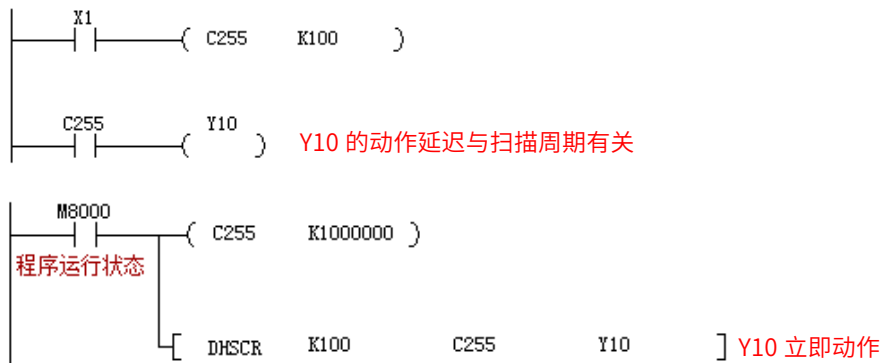 X1
C255 K100
C255 Y10
Y10 的动作延迟与扫描周期有关
M8000
C255 K1000000
程序运行状态
DHSCR K100 C255 Y10
Y10 立即动作